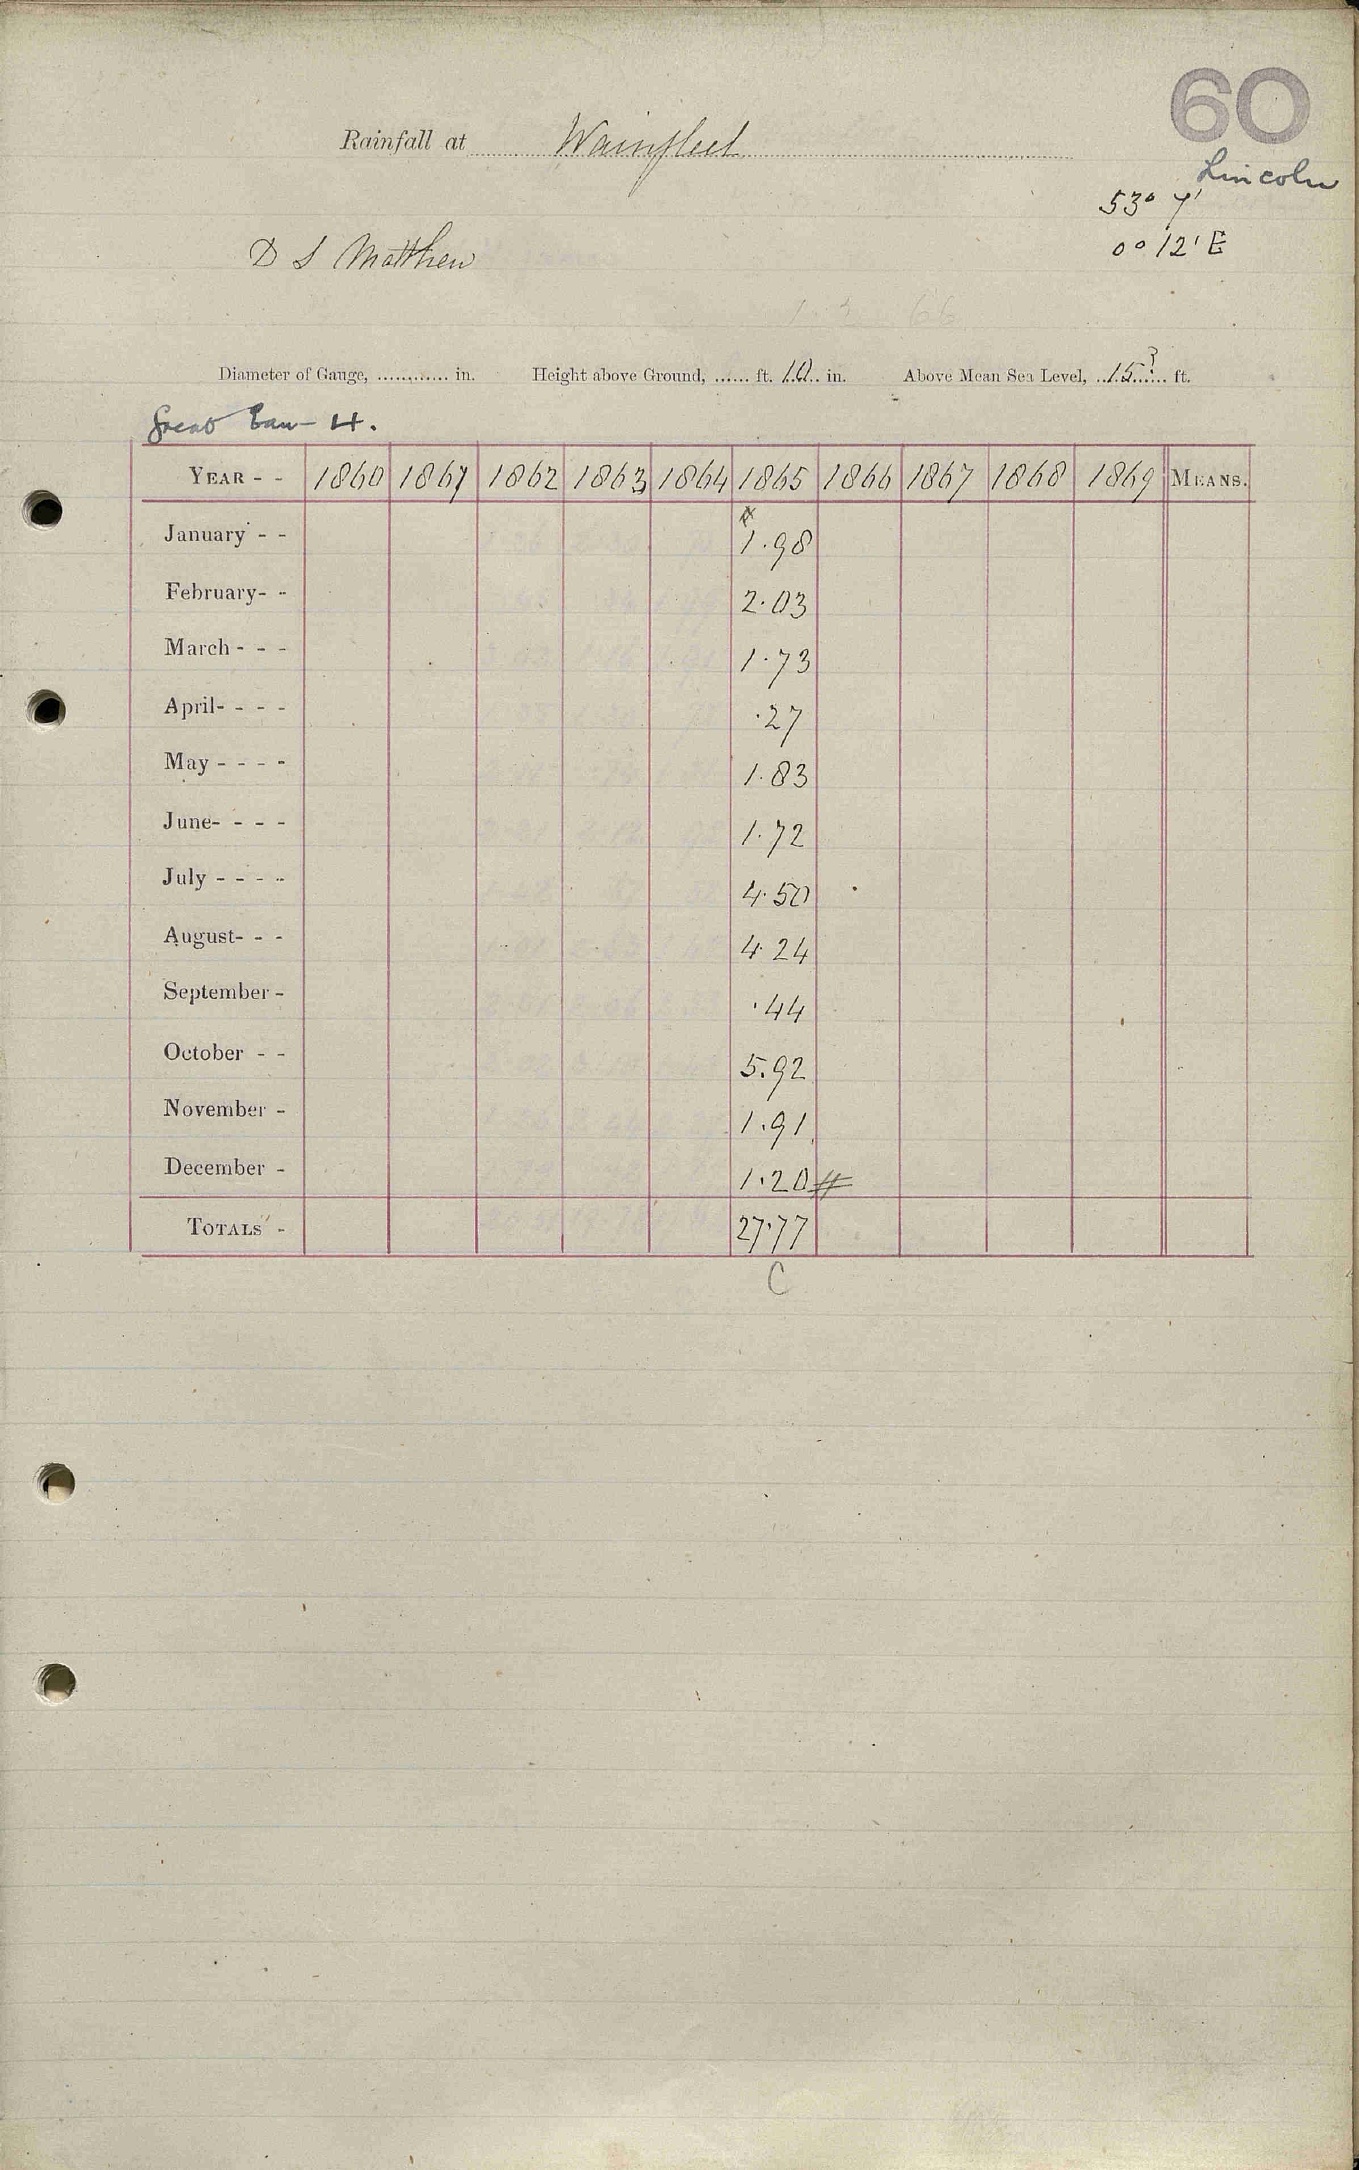 60
Rainfall at Wainfleet
Lincoln
53° 7'
0° 12' E
D S Matthew
Diameter of Gauge, ............ in. Height above Ground, ...... ft. 10 in. Above Mean Sea Level, 15? ft.
Great Eau - 4.
YEAR - - 1860 1861 1862 1863 1864 1865 1866 1867 1868 1869 MEANS.
January - - 1.98
February- - 2.03
March - - - 1.73
April- - - - .27
May - - - - 1.83
June- - - - 1.72
July - - - - 4.50
August- - - 4.24
September - .44
October - - 5.92
November - 1.91
December - 1.20 #
TOTALS - 27.77
C